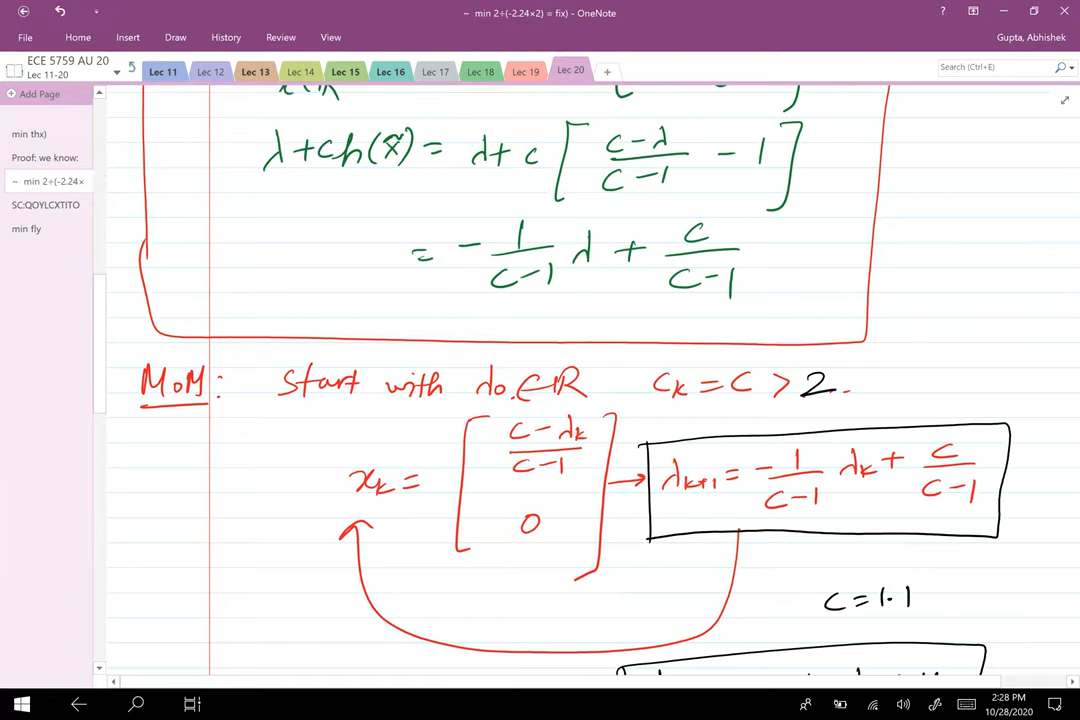 − min 2÷(-2.24×2) = fix) - OneNote
?
File Home Insert Draw History Review View
Gupta, Abhishek
ECE 5759 AU 20
Lec 11-20
Lec 11 Lec 12 Lec 13 Lec 14 Lec 15 Lec 16 Lec 17 Lec 18 Lec 19 Lec 20 +
Search (Ctrl+E)
Add Page
min thx)
Proof: we know:
− min 2÷(-2.24×
SC:QOYLCXTITO
min fly
λ + ch(x̃) = λ + c [ (c-λ)/(c-1) - 1 ]
= - 1/(c-1) λ + c/(c-1)
MoM: Start with λ₀ ∈ ℝ c_k = c > 2.
x_k = [ (c-λ_k)/(c-1) 0 ] → λ_{k+1} = - 1/(c-1) λ_k + c/(c-1)
c = 1.1
2:28 PM
10/28/2020